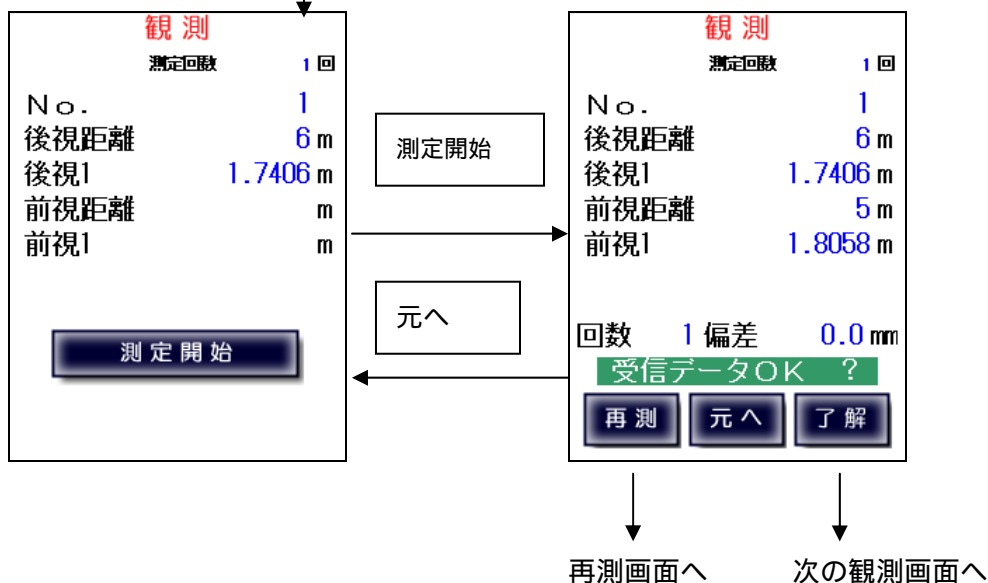 観 測
測定回数 1 回
Ｎｏ. 1
後視距離 6 m
後視1 1.7406 m
前視距離 m
前視1 m
測 定 開 始
測定開始
元へ
観 測
測定回数 1 回
Ｎｏ. 1
後視距離 6 m
後視1 1.7406 m
前視距離 5 m
前視1 1.8058 m
回数 1 偏差 0.0 mm
受信データＯＫ ？
再 測 元 へ 了 解
再測画面へ 次の観測画面へ